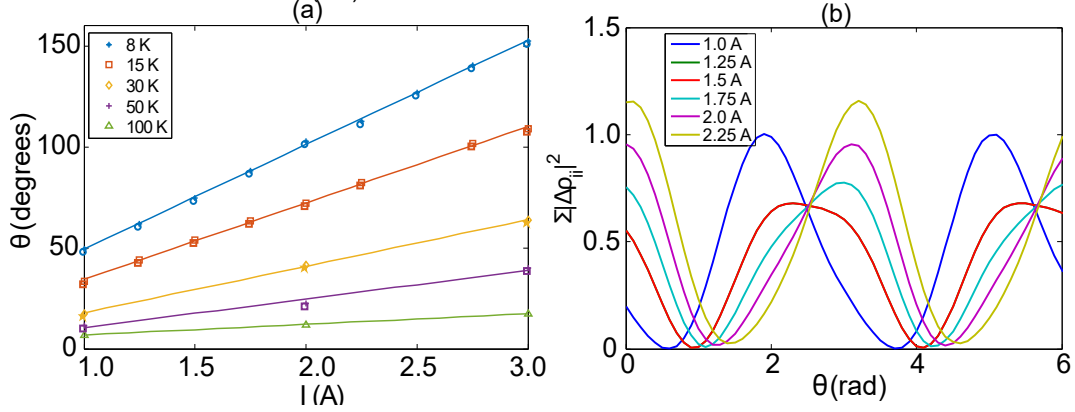 (a)
(b)
150
100
50
0
θ (degrees)
8 K
15 K
30 K
50 K
100 K
1.0 1.5 2.0 2.5 3.0
I (A)
1.5
1.0
0.5
0
Σ|Δρii|²
1.0 A
1.25 A
1.5 A
1.75 A
2.0 A
2.25 A
0 2 4 6
θ (rad)